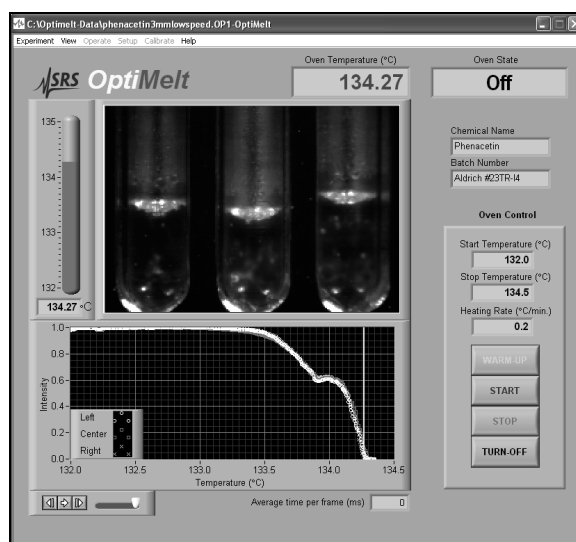 C:\Optimelt-Data\phenacetin3mmlowspeed.OP1-OptiMelt
Experiment View Operate Setup Calibrate Help
SRS OptiMelt
Oven Temperature (°C)
134.27
Oven State
Off
135-
134-
133-
132-
134.27 °C
Chemical Name
Phenacetin
Batch Number
Aldrich #23TR-I4
Oven Control
Start Temperature (°C)
132.0
Stop Temperature (°C)
134.5
Heating Rate (°C/min.)
0.2
WARM-UP
START
STOP
TURN-OFF
Intensity
1.0-
0.8-
0.6-
0.4-
0.2-
0.0-
Left
Center
Right
132.0 132.5 133.0 133.5 134.0 134.5
Temperature (°C)
Average time per frame (ms) 0